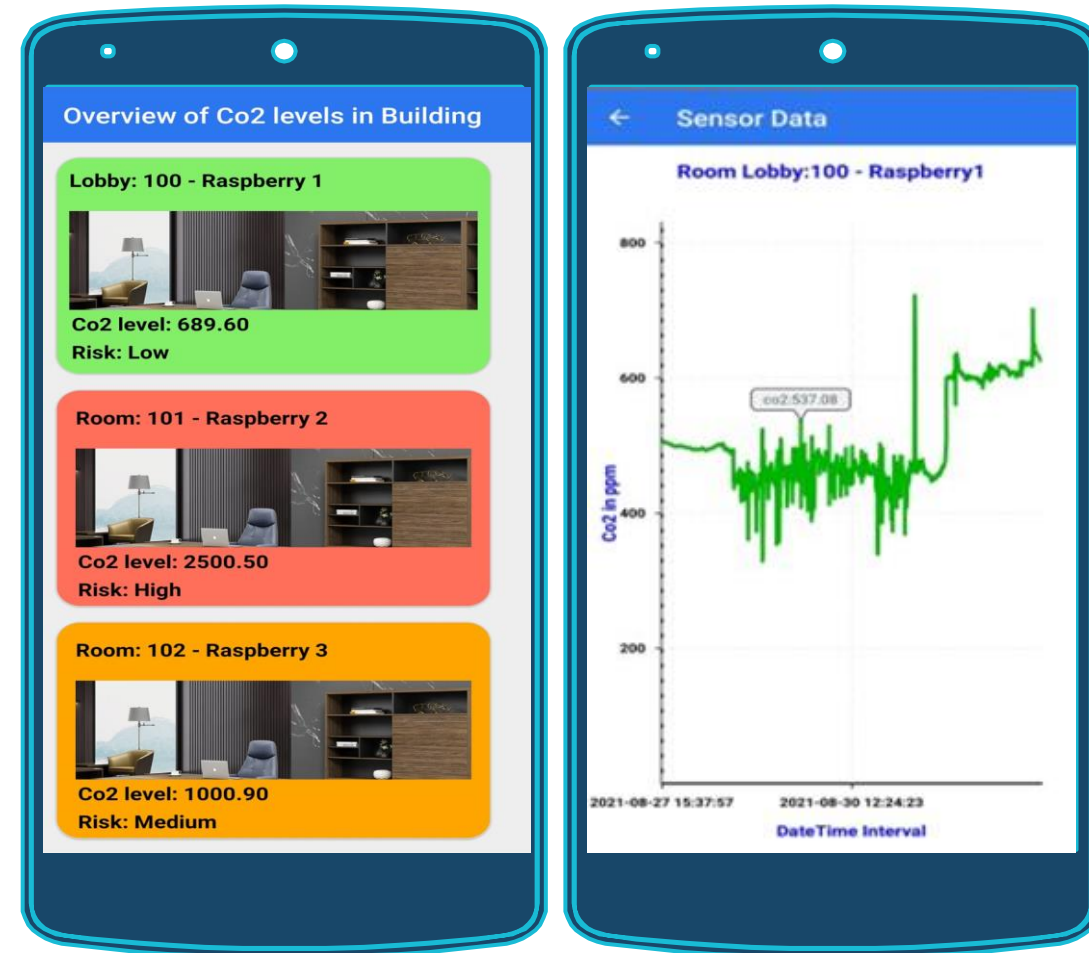 Overview of Co2 levels in Building
Lobby: 100 - Raspberry 1
Co2 level: 689.60
Risk: Low
Room: 101 - Raspberry 2
Co2 level: 2500.50
Risk: High
Room: 102 - Raspberry 3
Co2 level: 1000.90
Risk: Medium
Sensor Data
Room Lobby:100 - Raspberry1
800
600
co2:537.08
Co2 in ppm
400
200
2021-08-27 15:37:57
2021-08-30 12:24:23
DateTime Interval